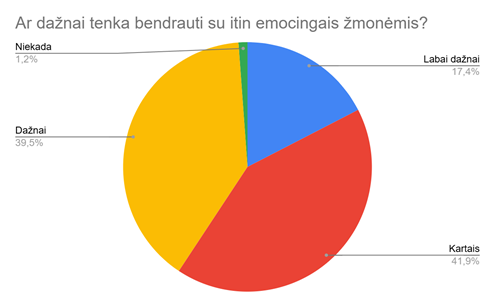 Ar dažnai tenka bendrauti su itin emocingais žmonėmis?
Niekada
1,2%
Labai dažnai
17,4%
Dažnai
39,5%
Kartais
41,9%